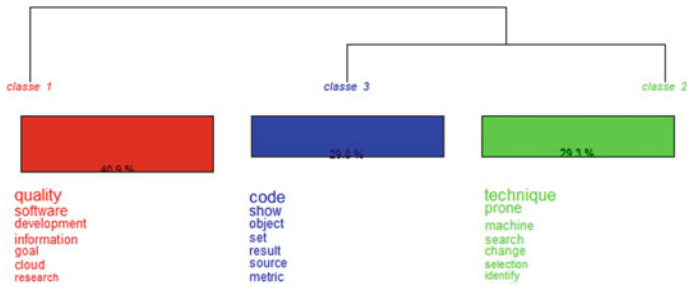 classe 1
classe 3
classe 2
40.9 %
29.8 %
29.3 %
quality
software
development
information
goal
cloud
research
code
show
object
set
result
source
metric
technique
prone
machine
search
change
selection
identify